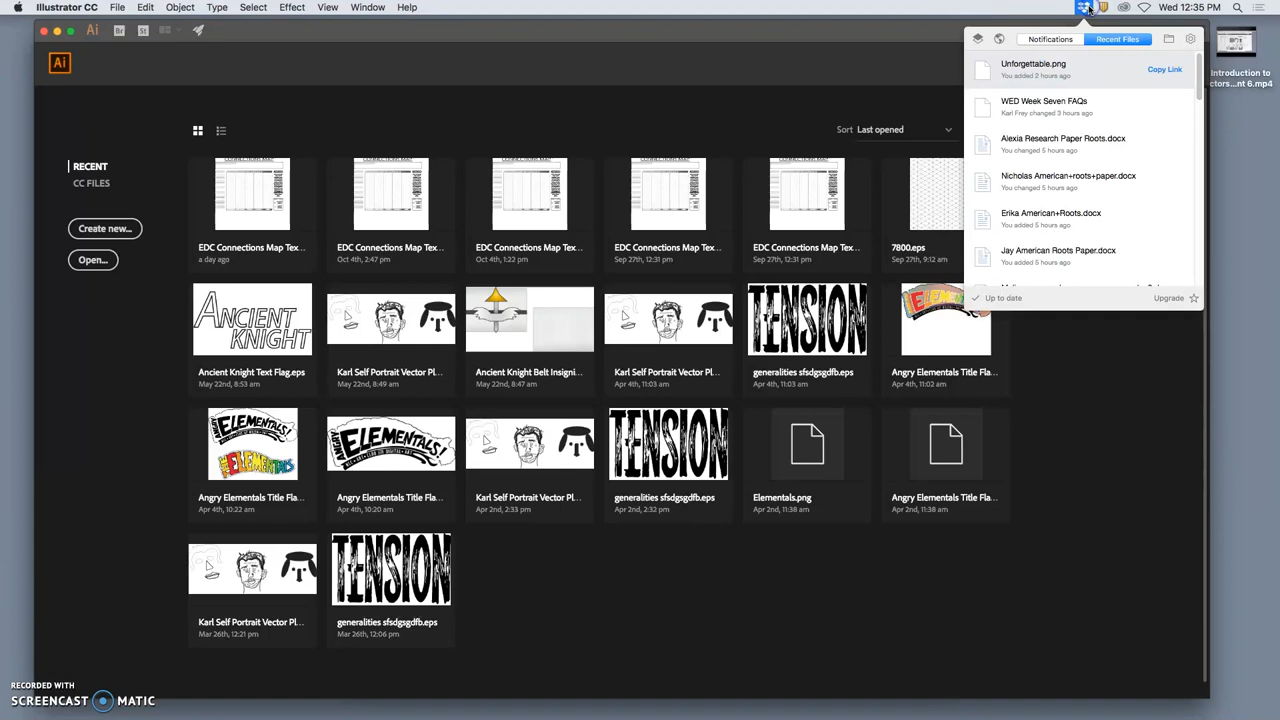 Illustrator CC File Edit Object Type Select Effect View Window Help Wed 12:35 PM
Ai Br St
Ai
Notifications Recent Files
Unforgettable.png
You added 2 hours ago
Copy Link
WED Week Seven FAQs
Karl Frey changed 3 hours ago
Alexia Research Paper Roots.docx
You changed 5 hours ago
Nicholas American+roots+paper.docx
You changed 5 hours ago
Erika American+Roots.docx
You added 5 hours ago
Jay American Roots Paper.docx
You added 5 hours ago
Up to date Upgrade
Introduction to
ctors...nt 6.mp4
Sort Last opened
RECENT
CC FILES
Create new...
Open...
EDC Connections Map Tex...
a day ago
EDC Connections Map Tex...
Oct 4th, 2:47 pm
EDC Connections Map Tex...
Oct 4th, 1:22 pm
EDC Connections Map Tex...
Sep 27th, 12:31 pm
EDC Connections Map Tex...
Sep 27th, 12:31 pm
7800.eps
Sep 27th, 9:12 am
ANCIENT
KNIGHT
TENSION
Ancient Knight Text Flag.eps
May 22nd, 8:53 am
Karl Self Portrait Vector Pl...
May 22nd, 8:49 am
Ancient Knight Belt Insigni...
May 22nd, 8:47 am
Karl Self Portrait Vector Pl...
Apr 4th, 11:03 am
generalities sfsdgsgdfb.eps
Apr 4th, 11:03 am
Angry Elementals Title Fla...
Apr 4th, 11:02 am
ANGRY
ELEMENTALS!
ELEMENTALS
ANGRY
ELEMENTALS!
TENSION
Angry Elementals Title Fla...
Apr 4th, 10:22 am
Angry Elementals Title Fla...
Apr 4th, 10:20 am
Karl Self Portrait Vector Pl...
Apr 2nd, 2:33 pm
generalities sfsdgsgdfb.eps
Apr 2nd, 2:32 pm
Elementals.png
Apr 2nd, 11:38 am
Angry Elementals Title Fla...
Apr 2nd, 11:38 am
TENSION
Karl Self Portrait Vector Pl...
Mar 26th, 12:21 pm
generalities sfsdgsgdfb.eps
Mar 26th, 12:06 pm
RECORDED WITH
SCREENCAST MATIC